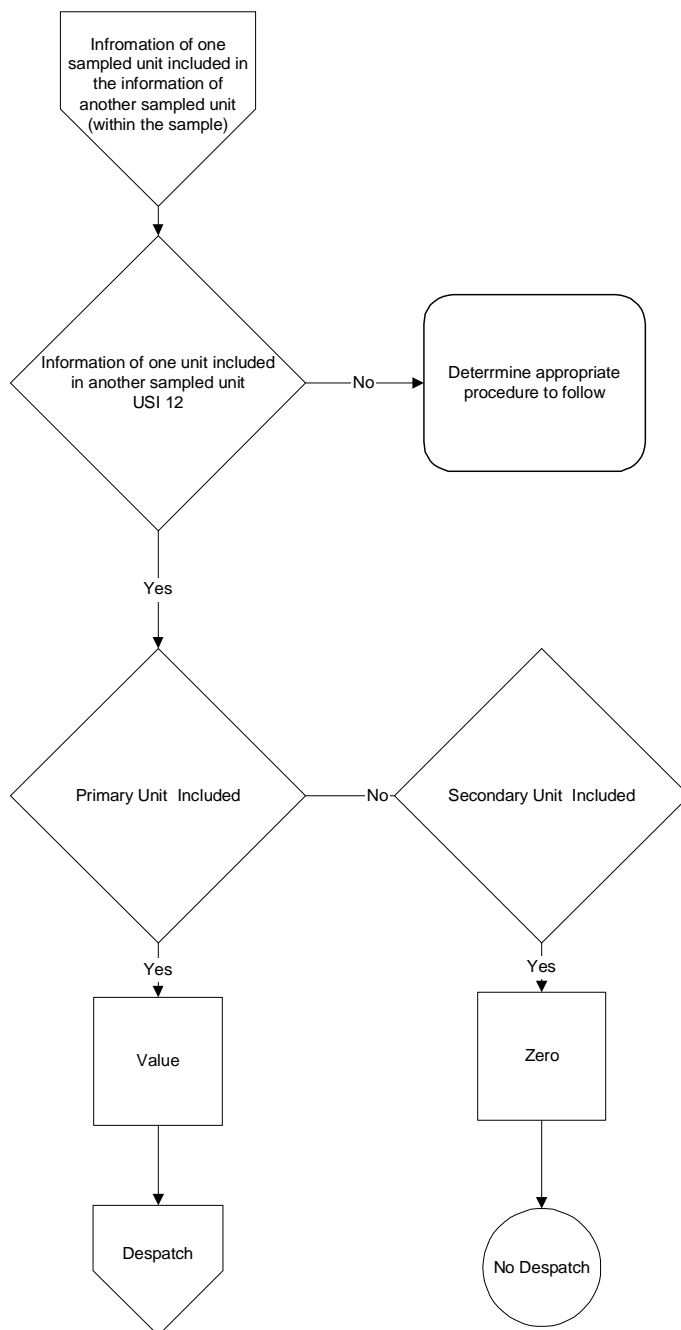 Infromation of one
sampled unit included in
the information of
another sampled unit
(within the sample)
Information of one unit included
in another sampled unit
USI 12
No
Deterrmine appropriate
procedure to follow
Yes
Primary Unit Included
No
Secondary Unit Included
Yes
Yes
Value
Zero
Despatch
No Despatch